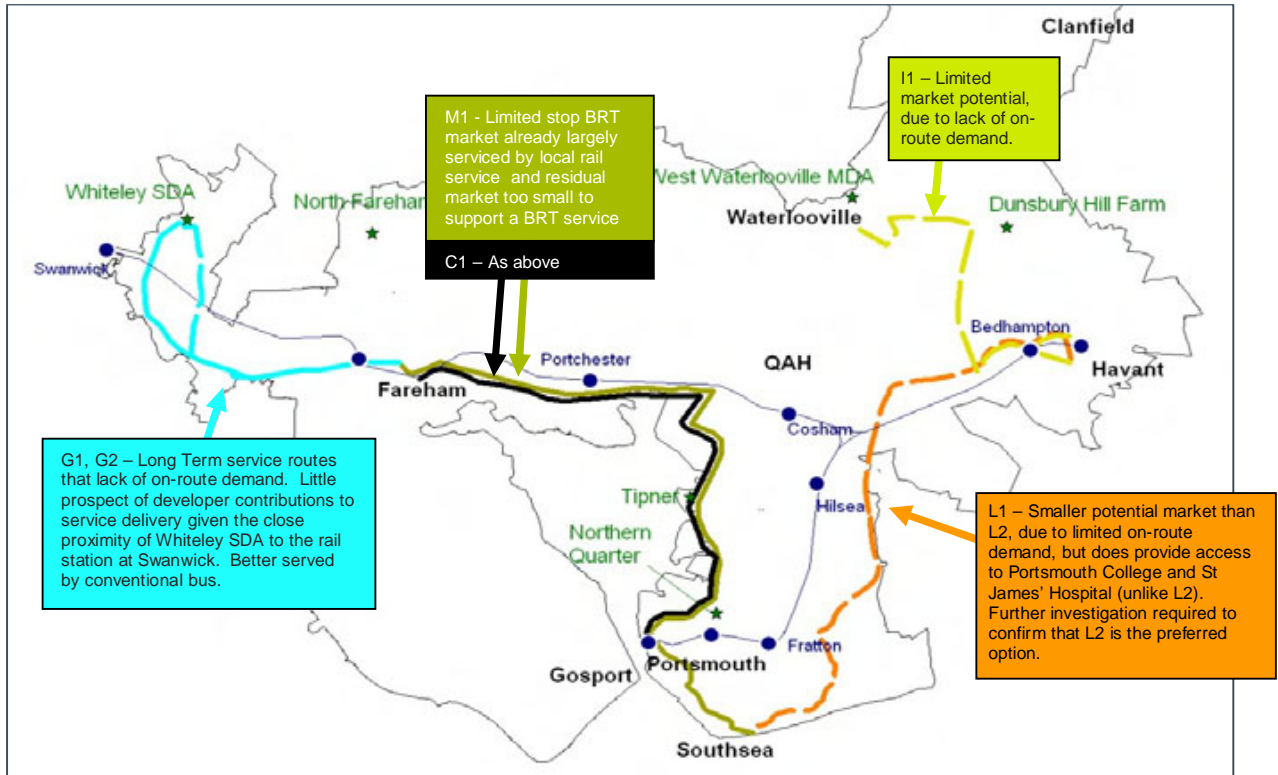 Clanfield
I1 – Limited
market potential,
due to lack of on-
route demand.
M1 - Limited stop BRT
market already largely
serviced by local rail
service and residual
market too small to
support a BRT service
C1 – As above
Whiteley SDA
North Fareham
West Waterlooville MDA
Waterlooville
Dunsbury Hill Farm
Swanwick
Bedhampton
Havant
Portchester
QAH
Fareham
Cosham
Hilsea
Tipner
Northern
Quarter
G1, G2 – Long Term service routes
that lack of on-route demand. Little
prospect of developer contributions to
service delivery given the close
proximity of Whiteley SDA to the rail
station at Swanwick. Better served
by conventional bus.
L1 – Smaller potential market than
L2, due to limited on-route
demand, but does provide access
to Portsmouth College and St
James’ Hospital (unlike L2).
Further investigation required to
confirm that L2 is the preferred
option.
Gosport
Portsmouth
Fratton
Southsea